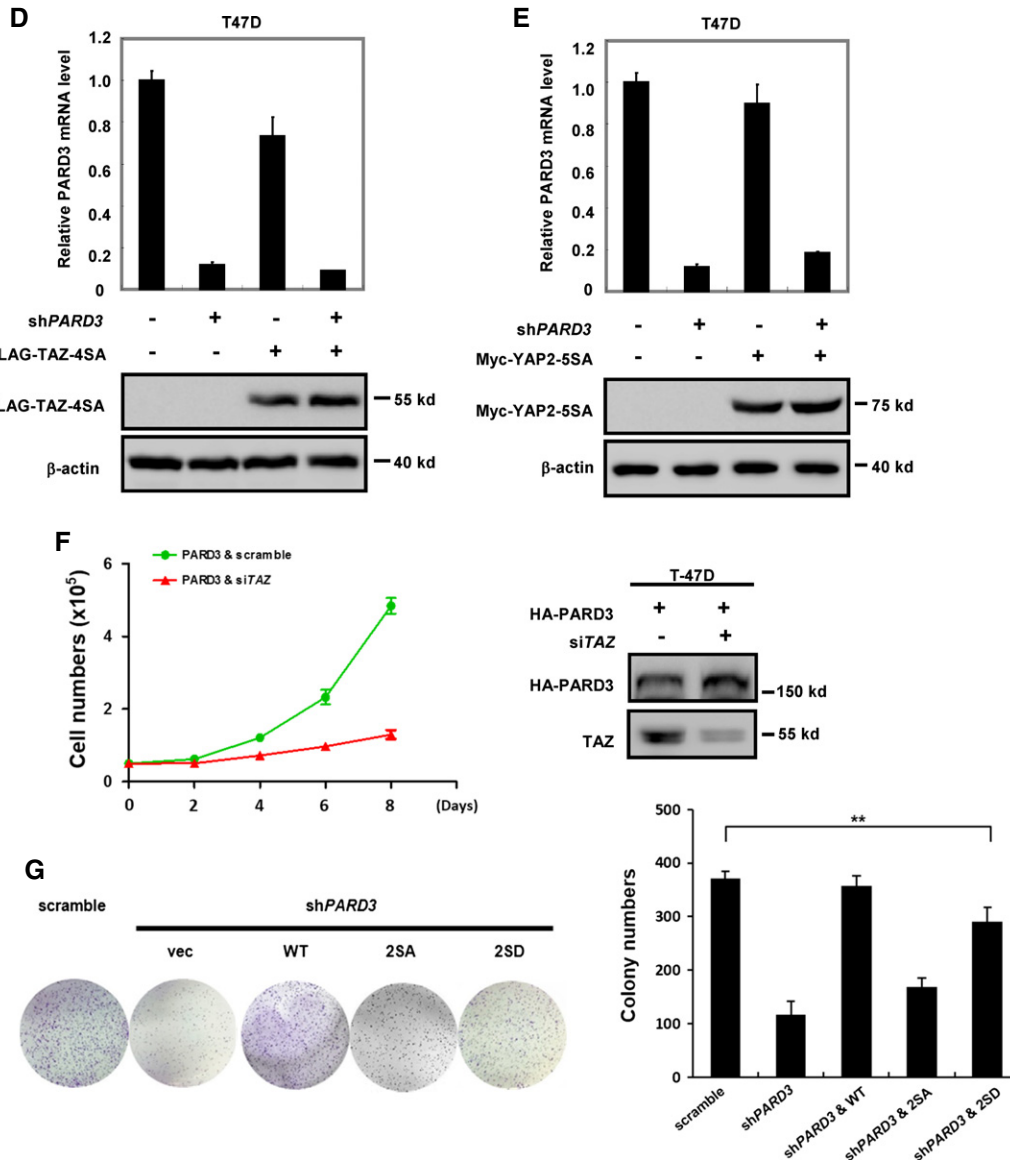 D
T47D
Relative PARD3 mRNA level
1.2
1.0
0.8
0.6
0.4
0.2
0
shPARD3 - + - +
LAG-TAZ-4SA - - + +
LAG-TAZ-4SA 55 kd
β-actin 40 kd
E
T47D
Relative PARD3 mRNA level
1.2
1.0
0.8
0.6
0.4
0.2
0
shPARD3 - + - +
Myc-YAP2-5SA - - + +
Myc-YAP2-5SA 75 kd
β-actin 40 kd
F
PARD3 & scramble
PARD3 & siTAZ
Cell numbers (x10⁵)
6
4
2
0
0 2 4 6 8 (Days)
T-47D
HA-PARD3 + +
siTAZ - +
HA-PARD3 150 kd
TAZ 55 kd
G
scramble
shPARD3
vec WT 2SA 2SD
Colony numbers
500
400
300
200
100
0
**
scramble
shPARD3
shPARD3 & WT
shPARD3 & 2SA
shPARD3 & 2SD